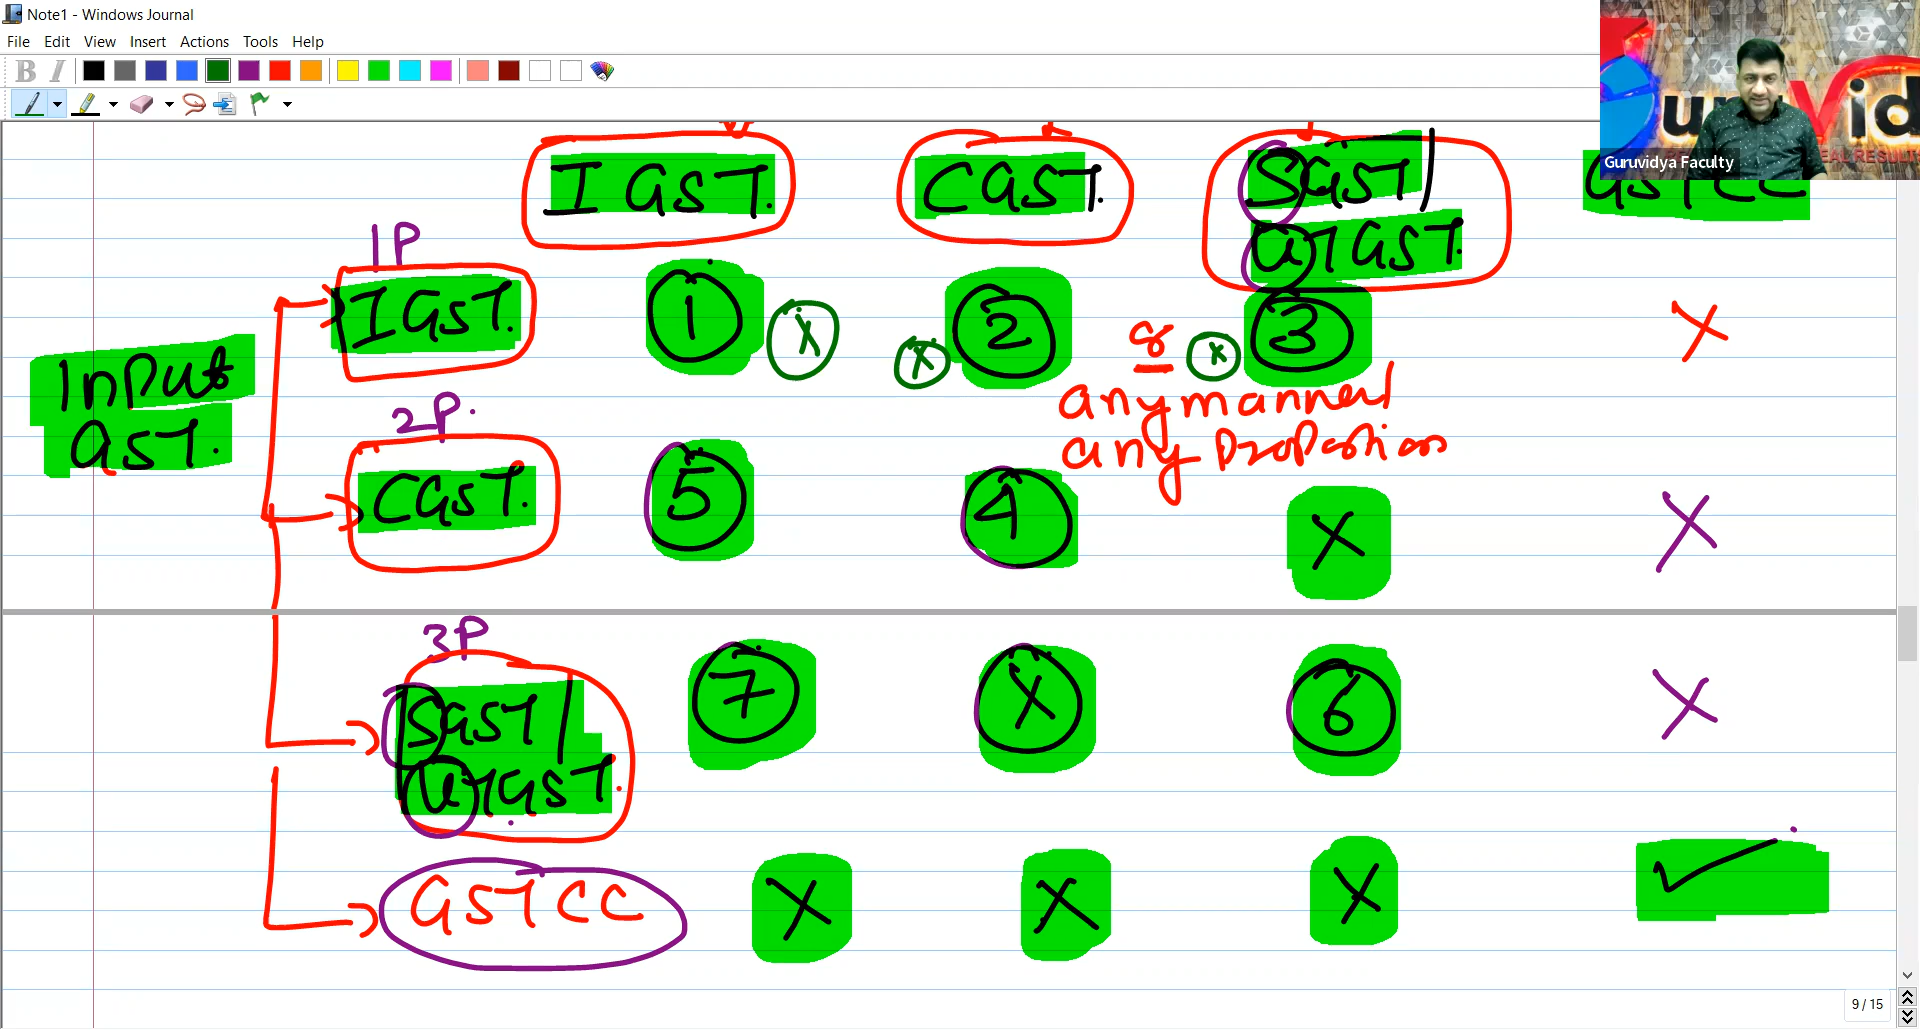 Note1 - Windows Journal
File Edit View Insert Actions Tools Help
B I
Guruvidya Faculty
IGST.
CGST.
SGST/
UTGST.
GSTCC
1P
IGST.
1
X
X
2
8
X
3
X
Input
GST.
any manner
any proportion
2P.
CGST.
5
4
X
X
3P
SGST/
UTGST.
7
X
6
X
GSTCC
X
X
X
✓
9 / 15